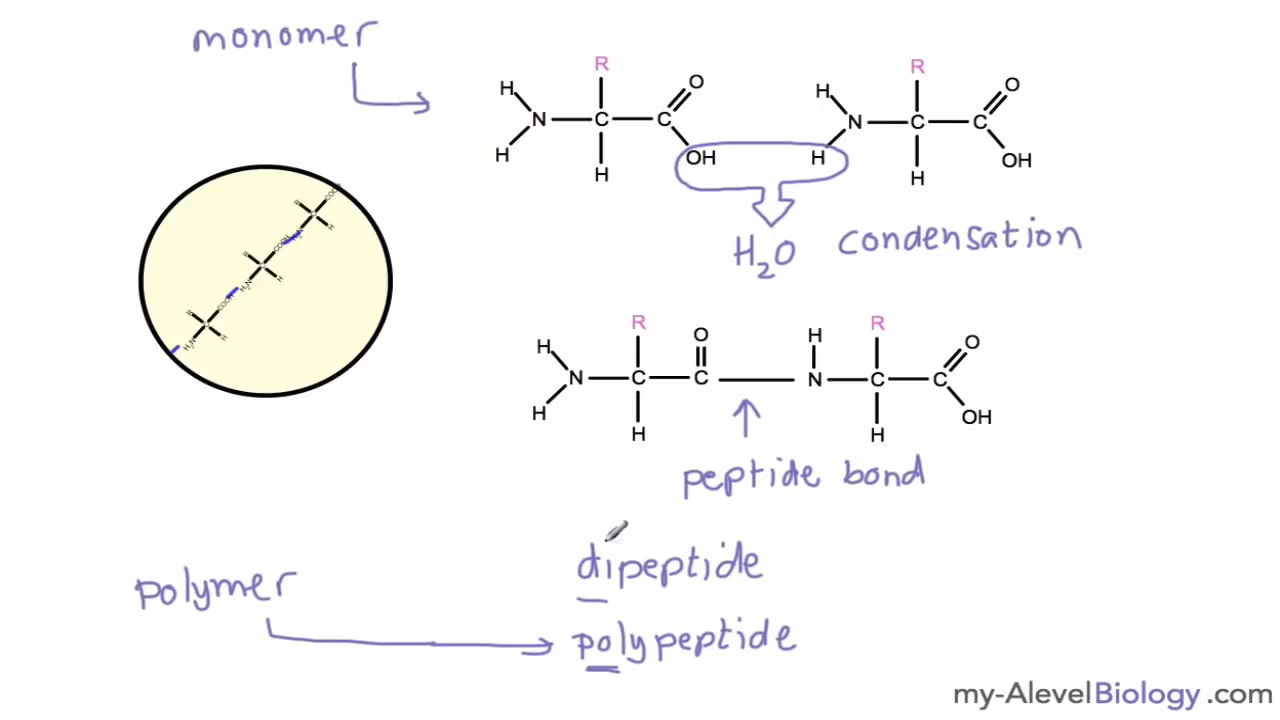 monomer
R
R
H
O
H
O
N
C
C
N
C
C
H
OH
H
OH
H
H
H₂O condensation
R
O
H
R
H
O
N
C
C
N
C
C
H
H
H
OH
peptide bond
dipeptide
polymer
polypeptide
my-AlevelBiology.com